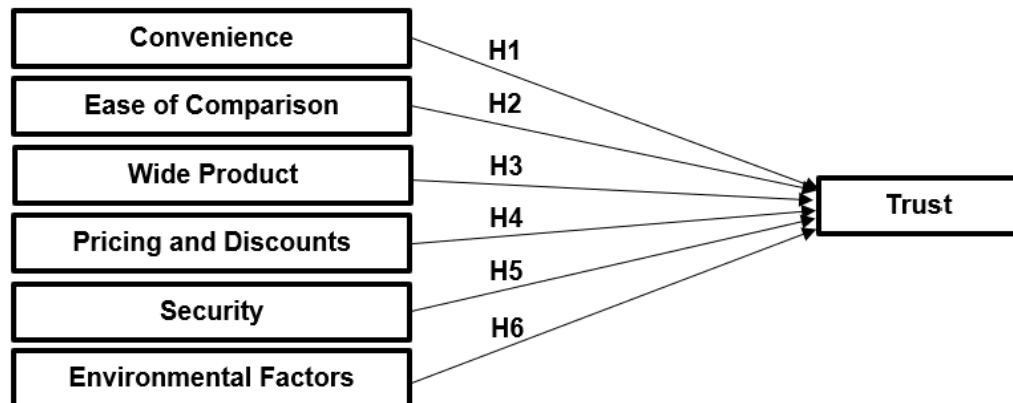 Convenience
H1
Ease of Comparison
H2
Wide Product
H3
Pricing and Discounts
H4
Security
H5
Environmental Factors
H6
Trust